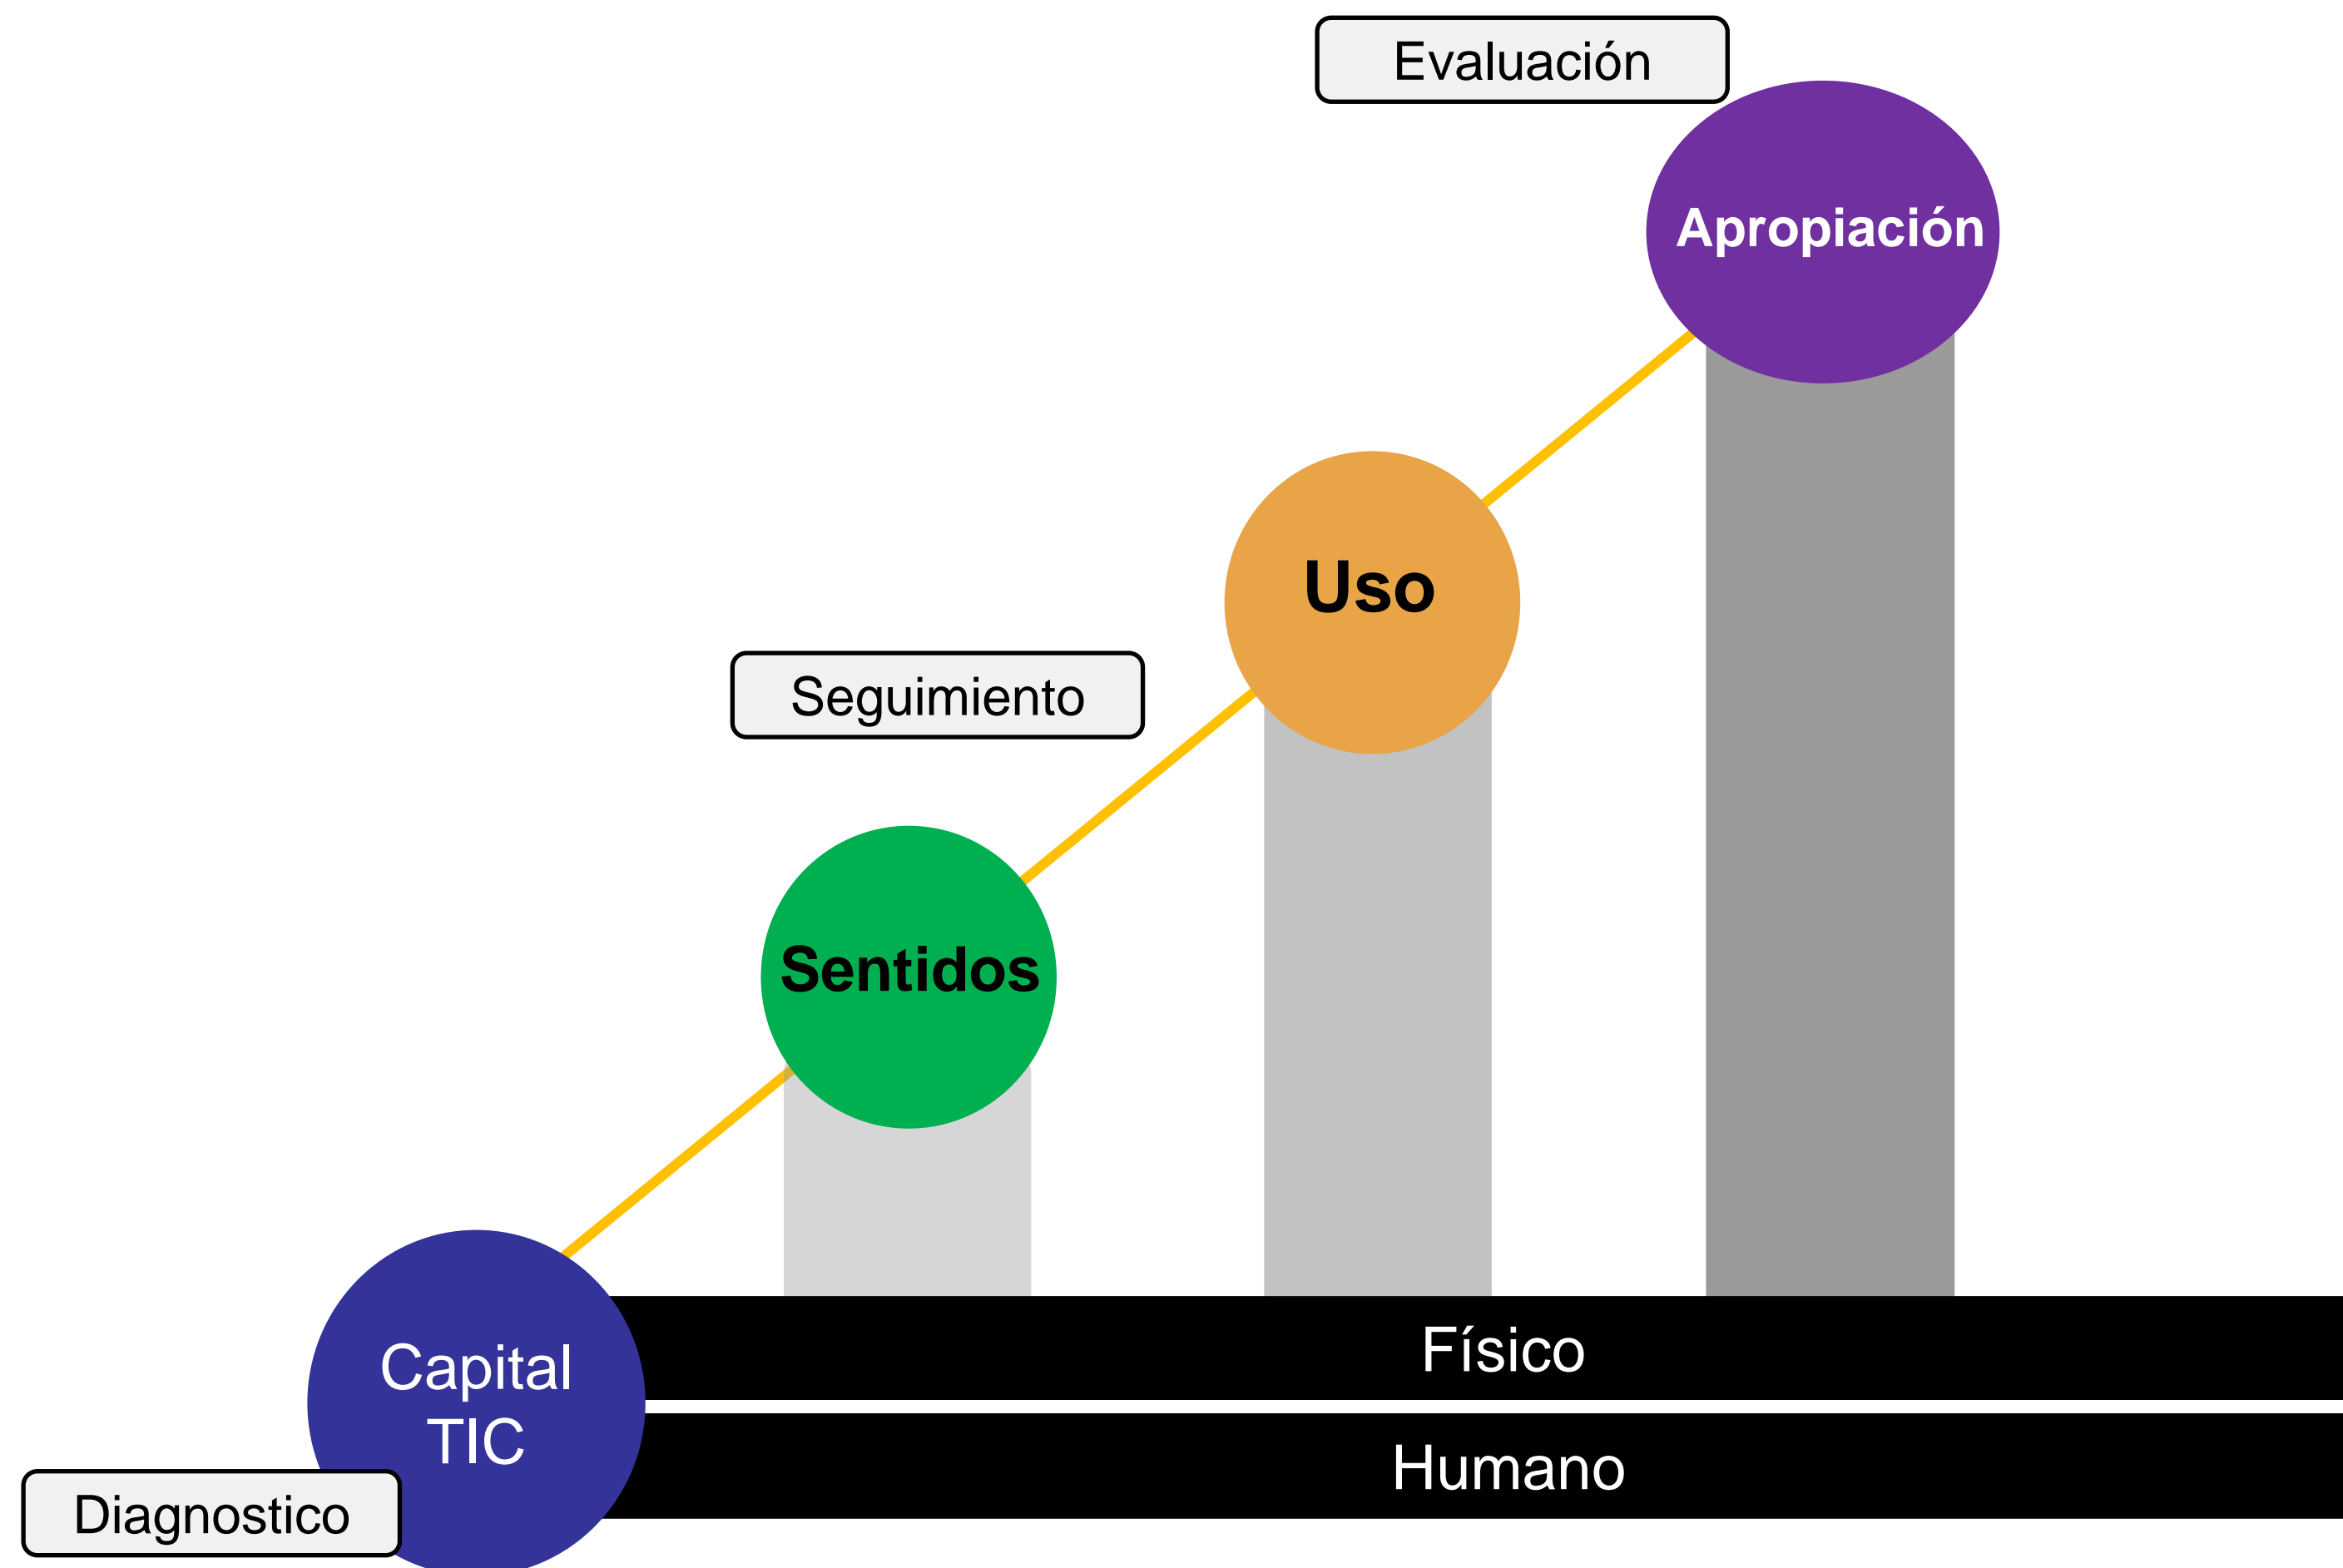 Evaluación
Apropiación
Uso
Seguimiento
Sentidos
Capital
TIC
Físico
Humano
Diagnostico